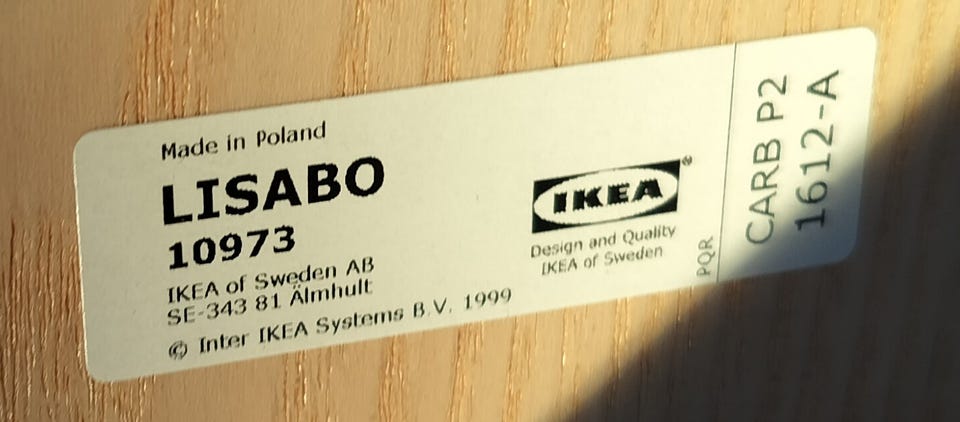 Made in Poland
LISABO
10973
IKEA of Sweden AB
SE-343 81 Älmhult
© Inter IKEA Systems B.V. 1999
IKEA®
Design and Quality
IKEA of Sweden
PQR
CARB P2
1612-A